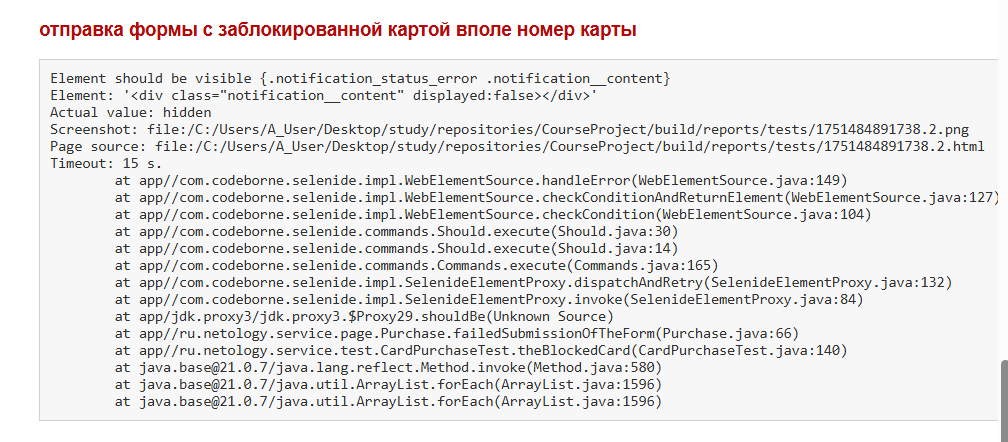 отправка формы с заблокированной картой вполе номер карты
Element should be visible {.notification_status_error .notification__content}
Element: '<div class="notification__content" displayed:false></div>'
Actual value: hidden
Screenshot: file:/C:/Users/A_User/Desktop/study/repositories/CourseProject/build/reports/tests/1751484891738.2.png
Page source: file:/C:/Users/A_User/Desktop/study/repositories/CourseProject/build/reports/tests/1751484891738.2.html
Timeout: 15 s.
at app//com.codeborne.selenide.impl.WebElementSource.handleError(WebElementSource.java:149)
at app//com.codeborne.selenide.impl.WebElementSource.checkConditionAndReturnElement(WebElementSource.java:127)
at app//com.codeborne.selenide.impl.WebElementSource.checkCondition(WebElementSource.java:104)
at app//com.codeborne.selenide.commands.Should.execute(Should.java:30)
at app//com.codeborne.selenide.commands.Should.execute(Should.java:14)
at app//com.codeborne.selenide.commands.Commands.execute(Commands.java:165)
at app//com.codeborne.selenide.impl.SelenideElementProxy.dispatchAndRetry(SelenideElementProxy.java:132)
at app//com.codeborne.selenide.impl.SelenideElementProxy.invoke(SelenideElementProxy.java:84)
at app/jdk.proxy3/jdk.proxy3.$Proxy29.shouldBe(Unknown Source)
at app//ru.netology.service.page.Purchase.failedSubmissionOfTheForm(Purchase.java:66)
at app//ru.netology.service.test.CardPurchaseTest.theBlockedCard(CardPurchaseTest.java:140)
at java.base@21.0.7/java.lang.reflect.Method.invoke(Method.java:580)
at java.base@21.0.7/java.util.ArrayList.forEach(ArrayList.java:1596)
at java.base@21.0.7/java.util.ArrayList.forEach(ArrayList.java:1596)